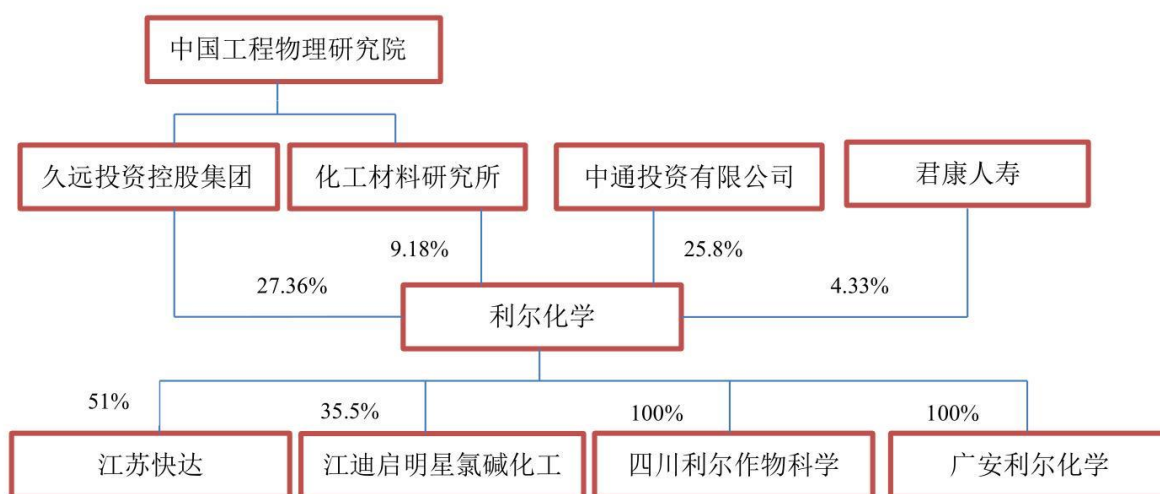 中国工程物理研究院
久远投资控股集团
化工材料研究所
中通投资有限公司
君康人寿
9.18%
25.8%
27.36%
4.33%
利尔化学
51%
35.5%
100%
100%
江苏快达
江迪启明星氯碱化工
四川利尔作物科学
广安利尔化学